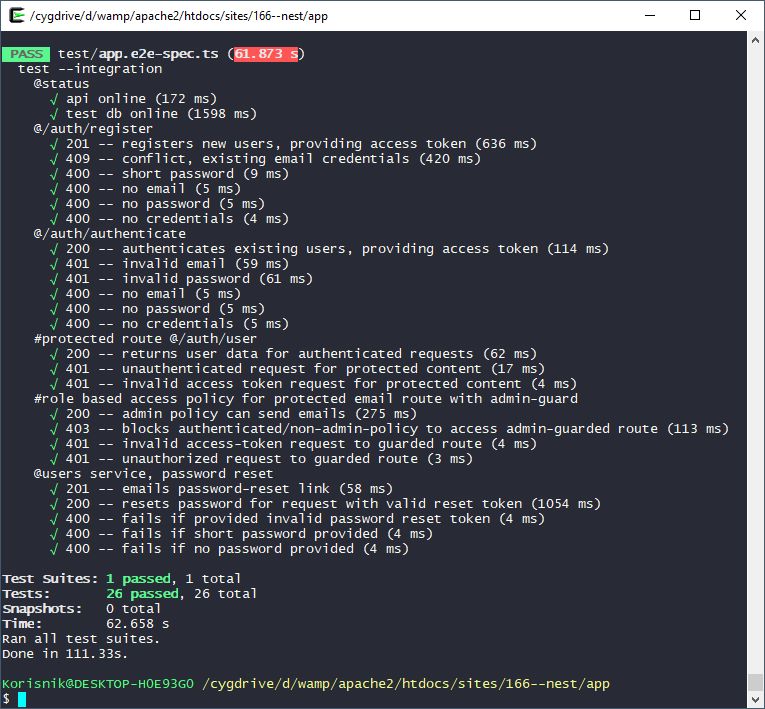 /cygdrive/d/wamp/apache2/htdocs/sites/166--nest/app
PASS test/app.e2e-spec.ts (61.873 s)
test --integration
@status
√ api online (172 ms)
√ test db online (1598 ms)
@/auth/register
√ 201 -- registers new users, providing access token (636 ms)
√ 409 -- conflict, existing email credentials (420 ms)
√ 400 -- short password (9 ms)
√ 400 -- no email (5 ms)
√ 400 -- no password (5 ms)
√ 400 -- no credentials (4 ms)
@/auth/authenticate
√ 200 -- authenticates existing users, providing access token (114 ms)
√ 401 -- invalid email (59 ms)
√ 401 -- invalid password (61 ms)
√ 400 -- no email (5 ms)
√ 400 -- no password (5 ms)
√ 400 -- no credentials (5 ms)
#protected route @/auth/user
√ 200 -- returns user data for authenticated requests (62 ms)
√ 401 -- unauthenticated request for protected content (17 ms)
√ 401 -- invalid access token request for protected content (4 ms)
#role based access policy for protected email route with admin-guard
√ 200 -- admin policy can send emails (275 ms)
√ 403 -- blocks authenticated/non-admin-policy to access admin-guarded route (113 ms)
√ 401 -- invalid access-token request to guarded route (4 ms)
√ 401 -- unauthorized request to guarded route (3 ms)
@users service, password reset
√ 201 -- emails password-reset link (58 ms)
√ 200 -- resets password for request with valid reset token (1054 ms)
√ 400 -- fails if provided invalid password reset token (4 ms)
√ 400 -- fails if short password provided (4 ms)
√ 400 -- fails if no password provided (4 ms)
Test Suites: 1 passed, 1 total
Tests: 26 passed, 26 total
Snapshots: 0 total
Time: 62.658 s
Ran all test suites.
Done in 111.33s.
Korisnik@DESKTOP-H0E93GO /cygdrive/d/wamp/apache2/htdocs/sites/166--nest/app
$